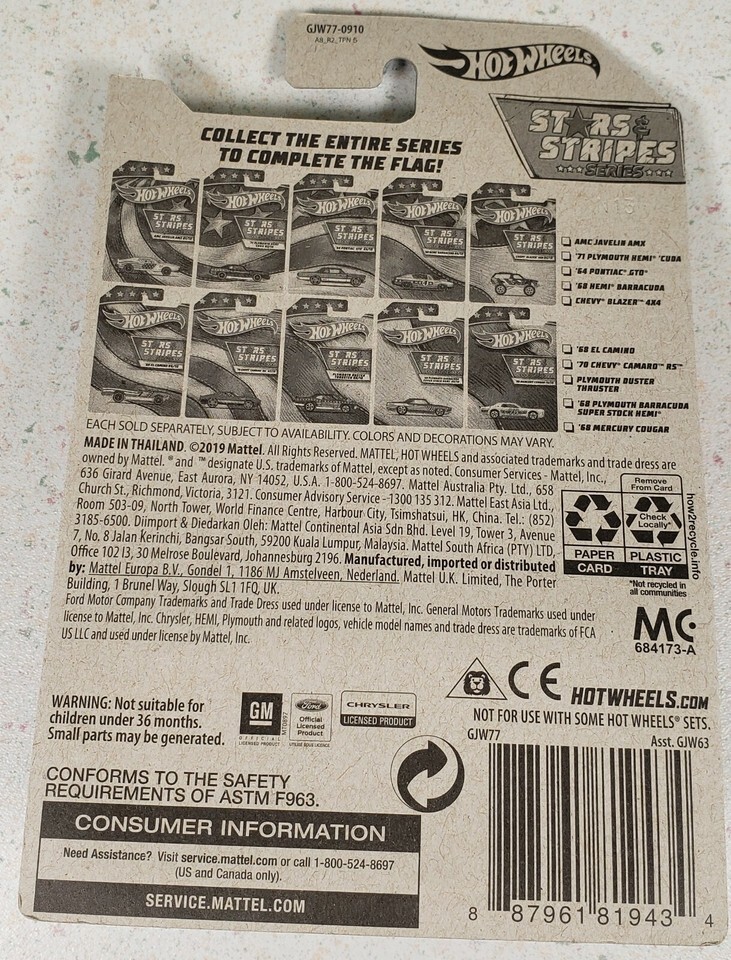 GJW77-0910
Hot Wheels
STARS &
STRIPES
SERIES
COLLECT THE ENTIRE SERIES
TO COMPLETE THE FLAG!
AMC JAVELIN AMX
'71 PLYMOUTH HEMI® 'CUDA
'64 PONTIAC® GTO®
'68 HEMI® BARRACUDA
CHEVY® BLAZER™ 4X4
'68 EL CAMINO
'70 CHEVY® CAMARO™ RS™
PLYMOUTH DUSTER
THRUSTER
'68 PLYMOUTH BARRACUDA
SUPER STOCK HEMI®
'68 MERCURY COUGAR
EACH SOLD SEPARATELY, SUBJECT TO AVAILABILITY. COLORS AND DECORATIONS MAY VARY.
MADE IN THAILAND. ©2019 Mattel. All Rights Reserved. MATTEL, HOT WHEELS and associated trademarks and trade dress are
owned by Mattel. ® and ™ designate U.S. trademarks of Mattel, except as noted. Consumer Services - Mattel, Inc.,
636 Girard Avenue, East Aurora, NY 14052, U.S.A. 1-800-524-8697. Mattel Australia Pty. Ltd., 658
Church St., Richmond, Victoria, 3121. Consumer Advisory Service - 1300 135 312. Mattel East Asia Ltd.,
Room 503-09, North Tower, World Finance Centre, Harbour City, Tsimshatsui, HK, China. Tel.: (852)
3185-6500. Diimport & Diedarkan Oleh: Mattel Continental Asia Sdn Bhd. Level 19, Tower 3, Avenue
7, No. 8 Jalan Kerinchi, Bangsar South, 59200 Kuala Lumpur, Malaysia. Mattel South Africa (PTY) LTD,
Office 102 I3, 30 Melrose Boulevard, Johannesburg 2196. Manufactured, imported or distributed
by: Mattel Europa B.V., Gondel 1, 1186 MJ Amstelveen, Nederland. Mattel U.K. Limited, The Porter
Building, 1 Brunel Way, Slough SL1 1FQ, UK.
Ford Motor Company Trademarks and Trade Dress used under license to Mattel, Inc. General Motors Trademarks used under
license to Mattel, Inc. Chrysler, HEMI, Plymouth and related logos, vehicle model names and trade dress are trademarks of FCA
US LLC and used under license by Mattel, Inc.
Remove
From Card
Check
Locally*
PAPER
CARD
PLASTIC
TRAY
how2recycle.info
*Not recycled in
all communities
MC
684173-A
CE
HOTWHEELS.COM
NOT FOR USE WITH SOME HOT WHEELS® SETS.
GJW77
Asst. GJW63
WARNING: Not suitable for
children under 36 months.
Small parts may be generated.
GM
OFFICIAL
LICENSED PRODUCT
Ford
Official
Licensed
Product
CHRYSLER
LICENSED PRODUCT
CONFORMS TO THE SAFETY
REQUIREMENTS OF ASTM F963.
CONSUMER INFORMATION
Need Assistance? Visit service.mattel.com or call 1-800-524-8697
(US and Canada only).
SERVICE.MATTEL.COM
8 87961 81943 4